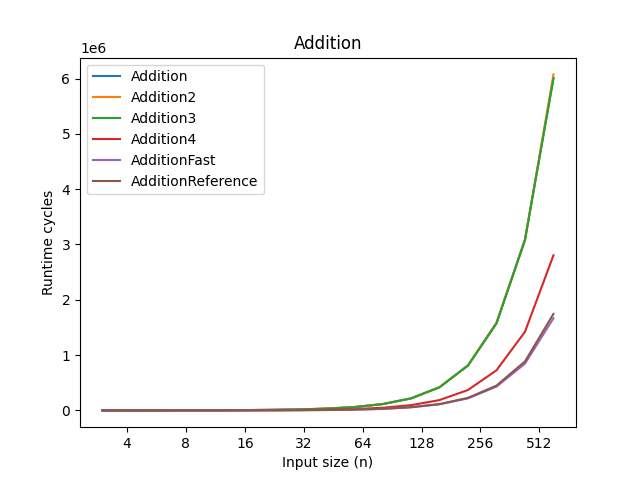 Addition
1e6
Addition
Addition2
Addition3
Addition4
AdditionFast
AdditionReference
Runtime cycles
6
5
4
3
2
1
0
4 8 16 32 64 128 256 512
Input size (n)